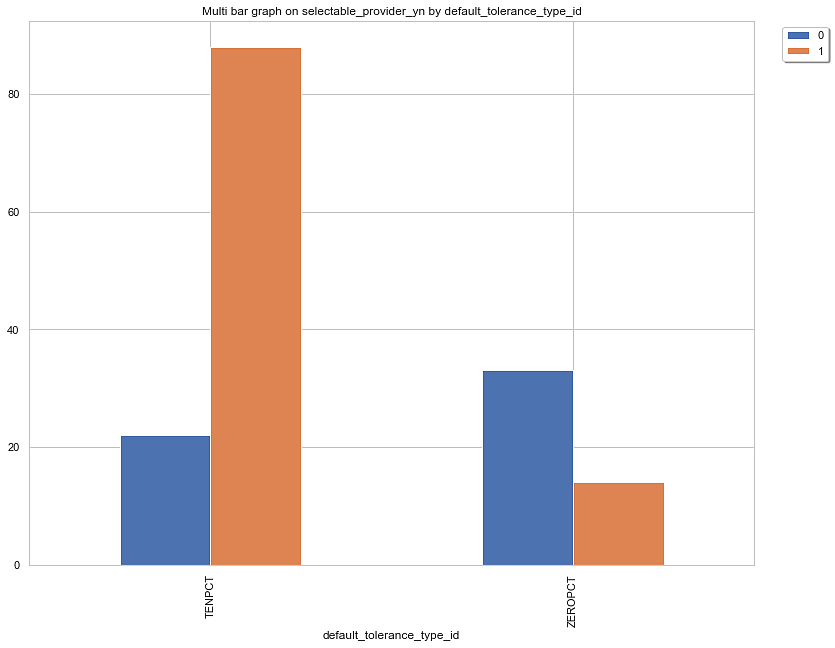 Multi bar graph on selectable_provider_yn by default_tolerance_type_id
0
1
80
60
40
20
0
TENPCT
ZEROPCT
default_tolerance_type_id